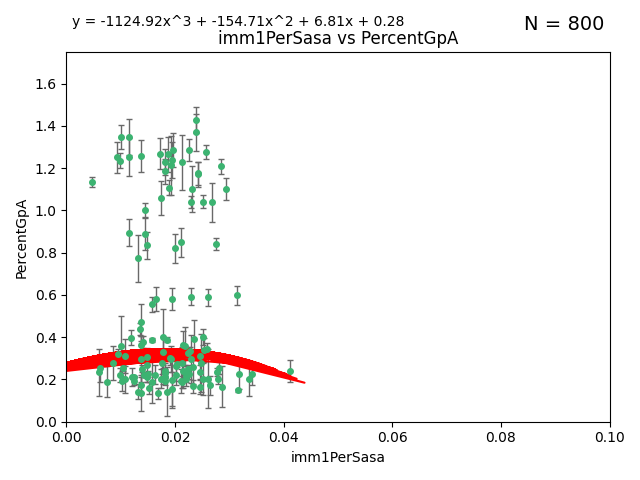 y = -1124.92x^3 + -154.71x^2 + 6.81x + 0.28
N = 800
imm1PerSasa vs PercentGpA
1.6
1.4
1.2
1.0
0.8
0.6
0.4
0.2
0.0
PercentGpA
0.00 0.02 0.04 0.06 0.08 0.10
imm1PerSasa